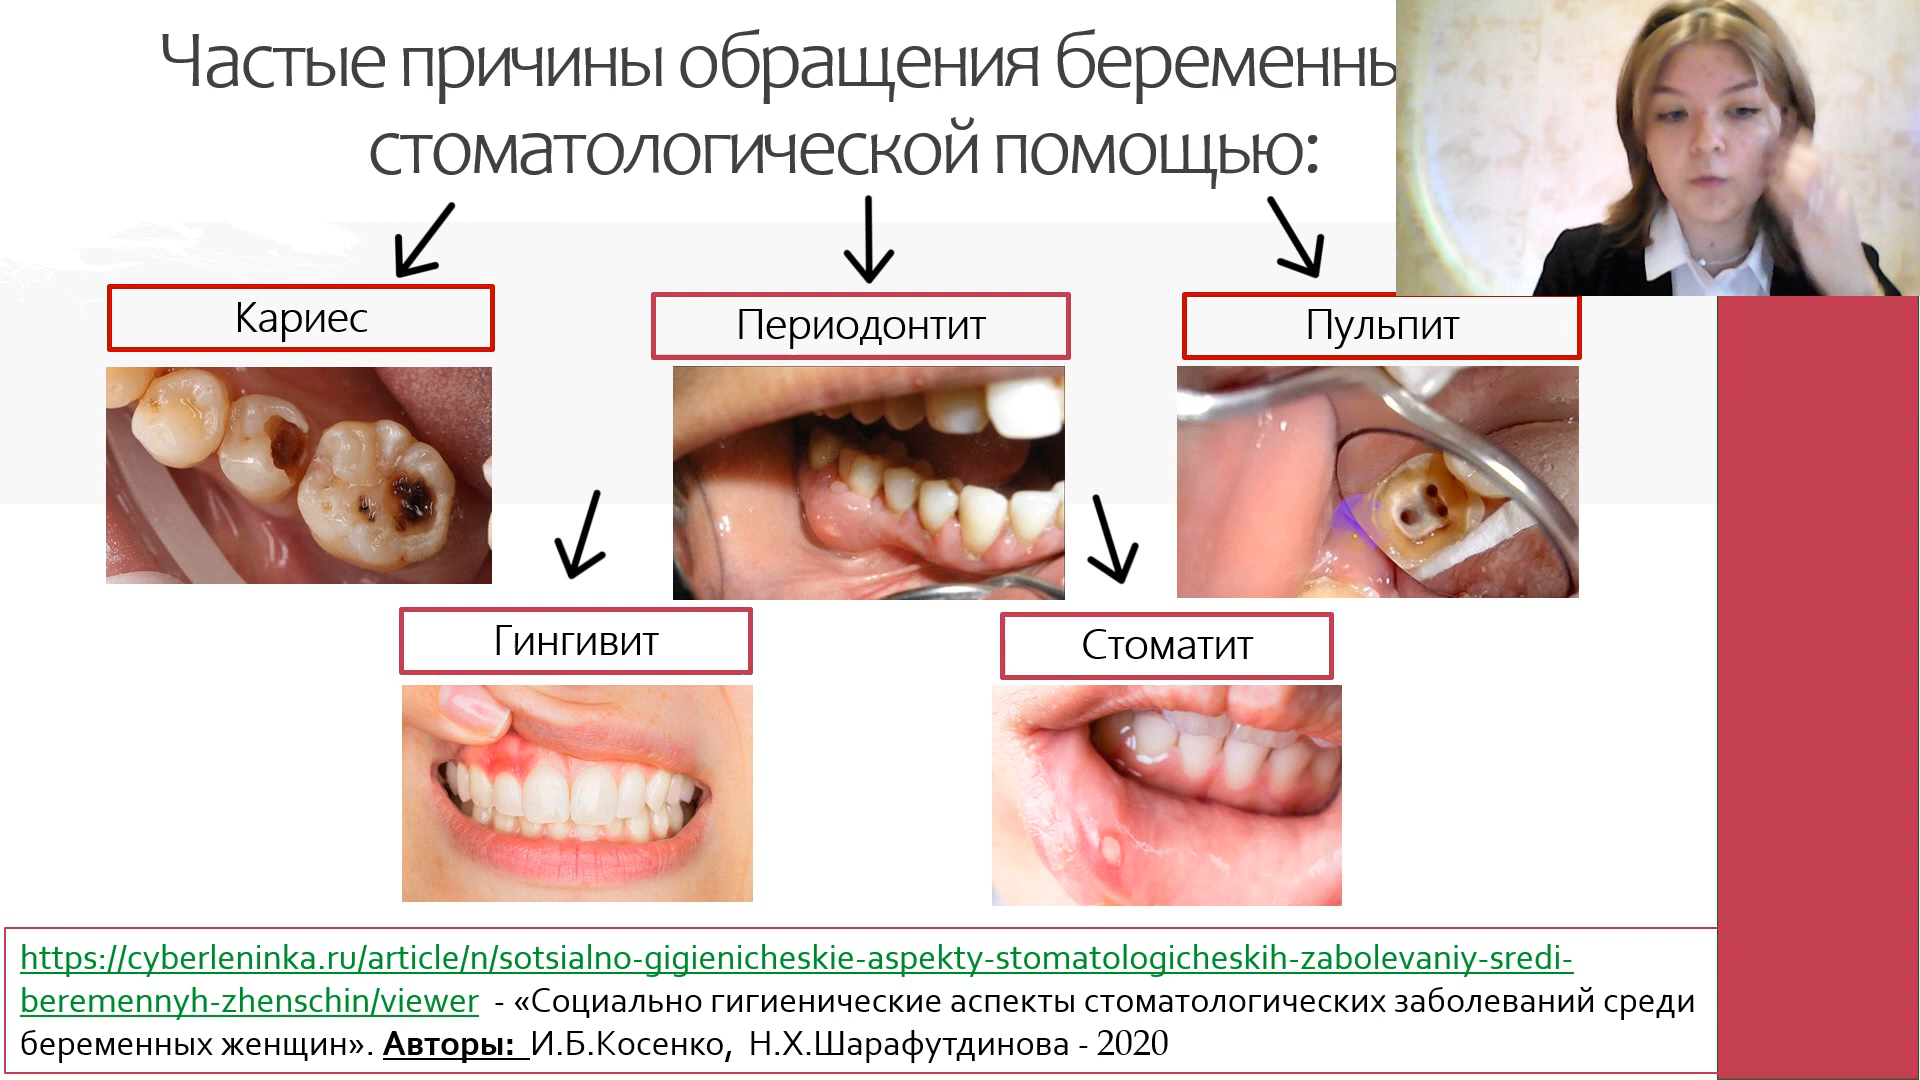 Частые причины обращения
стоматологической помощью:
Кариес
Периодонтит
Пульпит
Гингивит
Стоматит
https://cyberleninka.ru/article/n/sotsialno-gigienicheskie-aspekty-stomatologicheskih-zabolevaniy-sredi-
beremennyh-zhenschin/viewer - «Социально гигиенические аспекты стоматологических заболеваний среди
беременных женщин». Авторы: И.Б.Косенко, Н.Х.Шарафутдинова - 2020